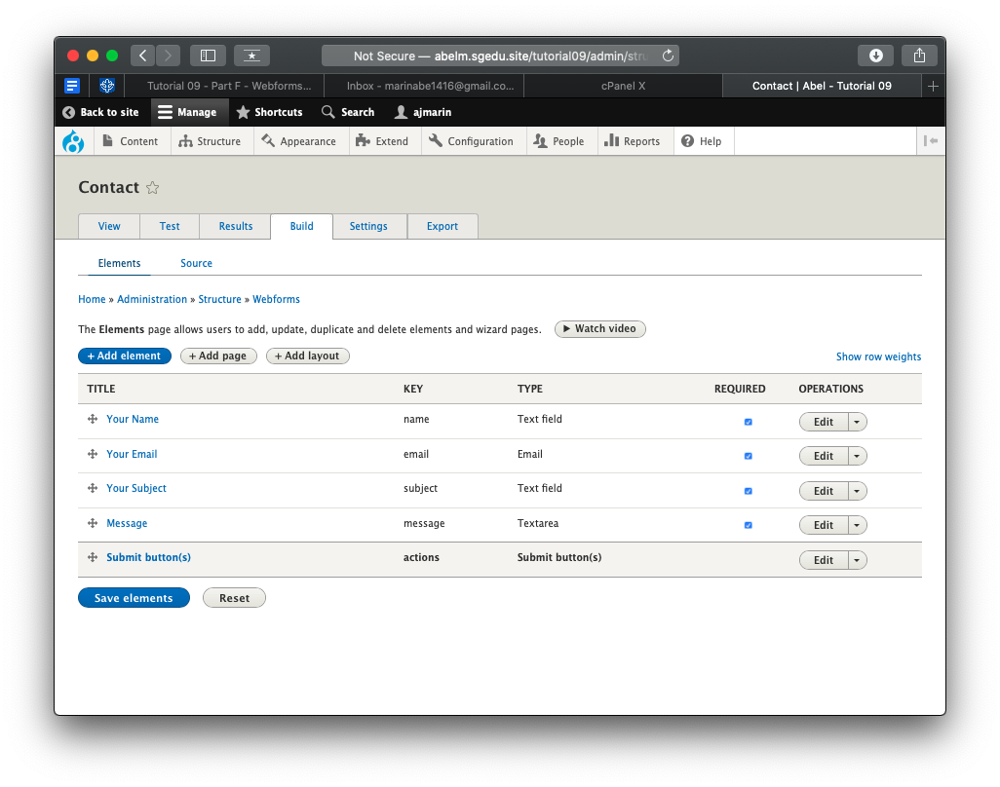 Not Secure — abelm.sgedu.site/tutorial09/admin/stru
Tutorial 09 - Part F - Webforms...
Inbox - marinabe1416@gmail.co...
cPanel X
Contact | Abel - Tutorial 09
Back to site
Manage
Shortcuts
Search
ajmarin
Content
Structure
Appearance
Extend
Configuration
People
Reports
Help
Contact
View
Test
Results
Build
Settings
Export
Elements
Source
Home » Administration » Structure » Webforms
The Elements page allows users to add, update, duplicate and delete elements and wizard pages.
Watch video
+ Add element
+ Add page
+ Add layout
Show row weights
TITLE KEY TYPE REQUIRED OPERATIONS
Your Name name Text field Edit
Your Email email Email Edit
Your Subject subject Text field Edit
Message message Textarea Edit
Submit button(s) actions Submit button(s) Edit
Save elements
Reset